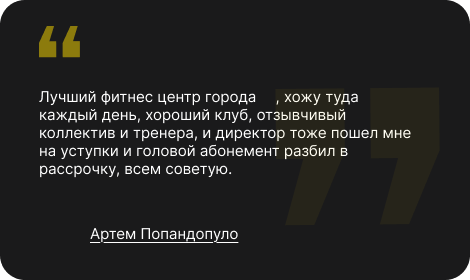 Лучший фитнес центр города , хожу туда
каждый день, хороший клуб, отзывчивый
коллектив и тренера, и директор тоже пошел мне
на уступки и головой абонемент разбил в
рассрочку, всем советую.
Артем Попандопуло